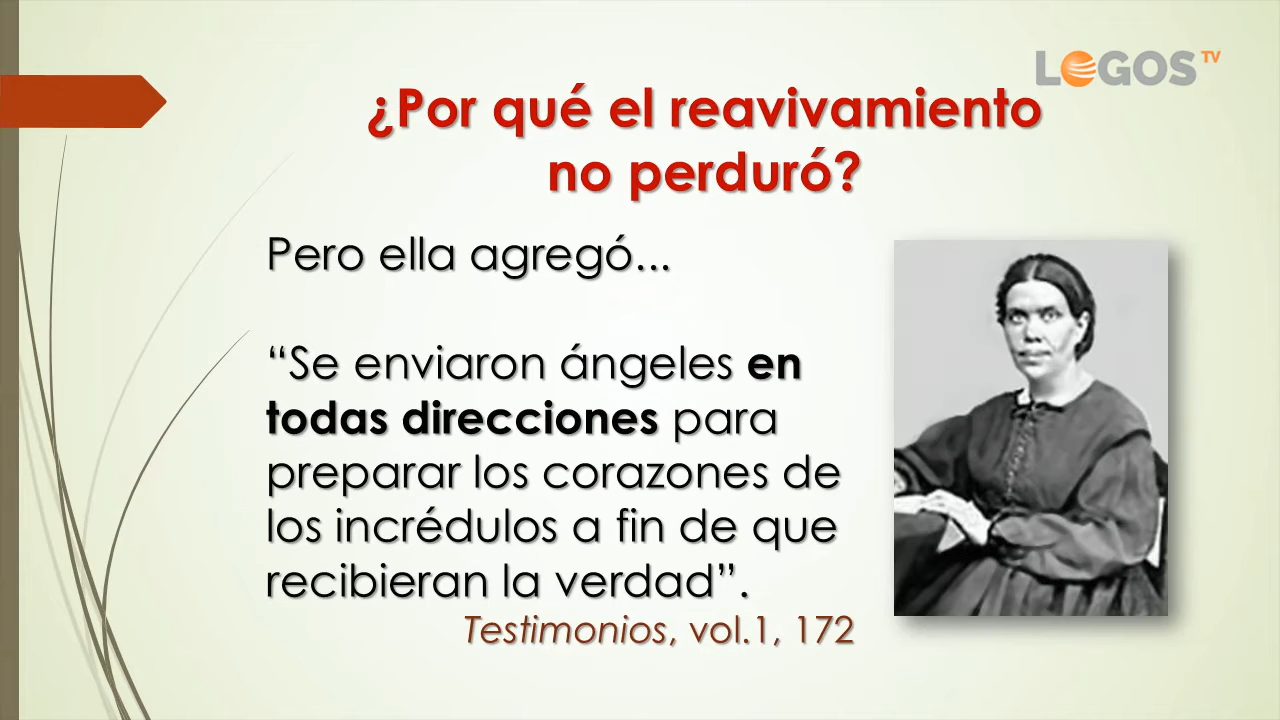 LOGOS TV
¿Por qué el reavivamiento
no perduró?
Pero ella agregó...
“Se enviaron ángeles en
todas direcciones para
preparar los corazones de
los incrédulos a fin de que
recibieran la verdad”.
Testimonios, vol.1, 172